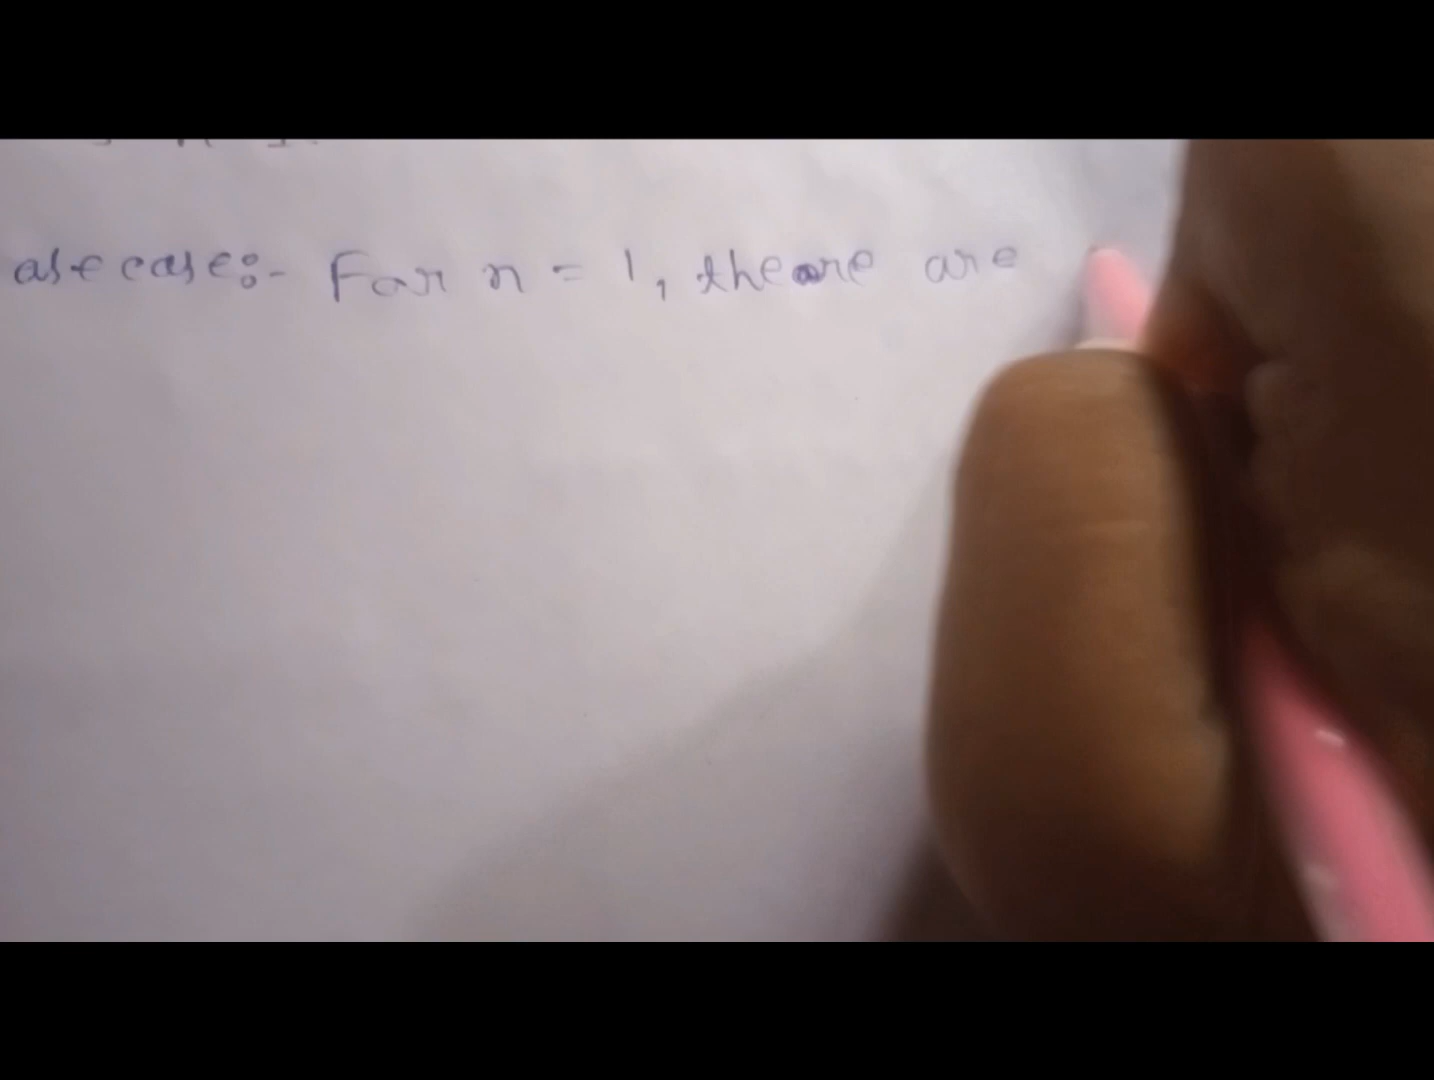 ase case:- For n = 1, there are